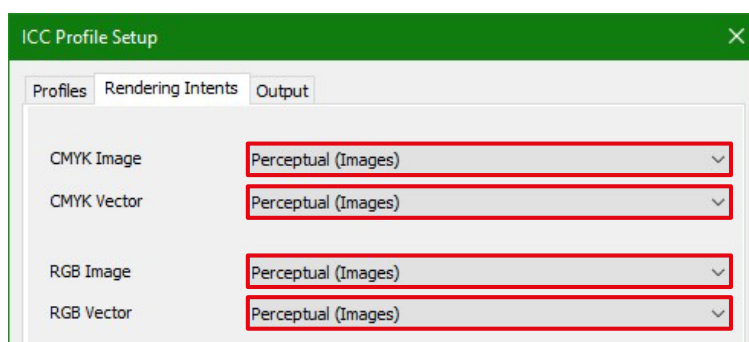 ICC Profile Setup
Profiles Rendering Intents Output
CMYK Image Perceptual (Images)
CMYK Vector Perceptual (Images)
RGB Image Perceptual (Images)
RGB Vector Perceptual (Images)